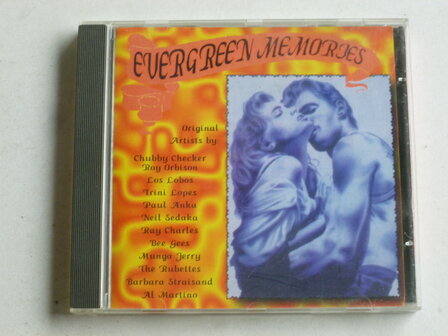 EVERGREEN MEMORIES
Original
Artists by
Chubby Checker
Roy Orbison
Los Lobos
Trini Lopes
Paul Anka
Neil Sedaka
Ray Charles
Bee Gees
Mungo Jerry
The Rubettes
Barbara Straisand
Al Martino